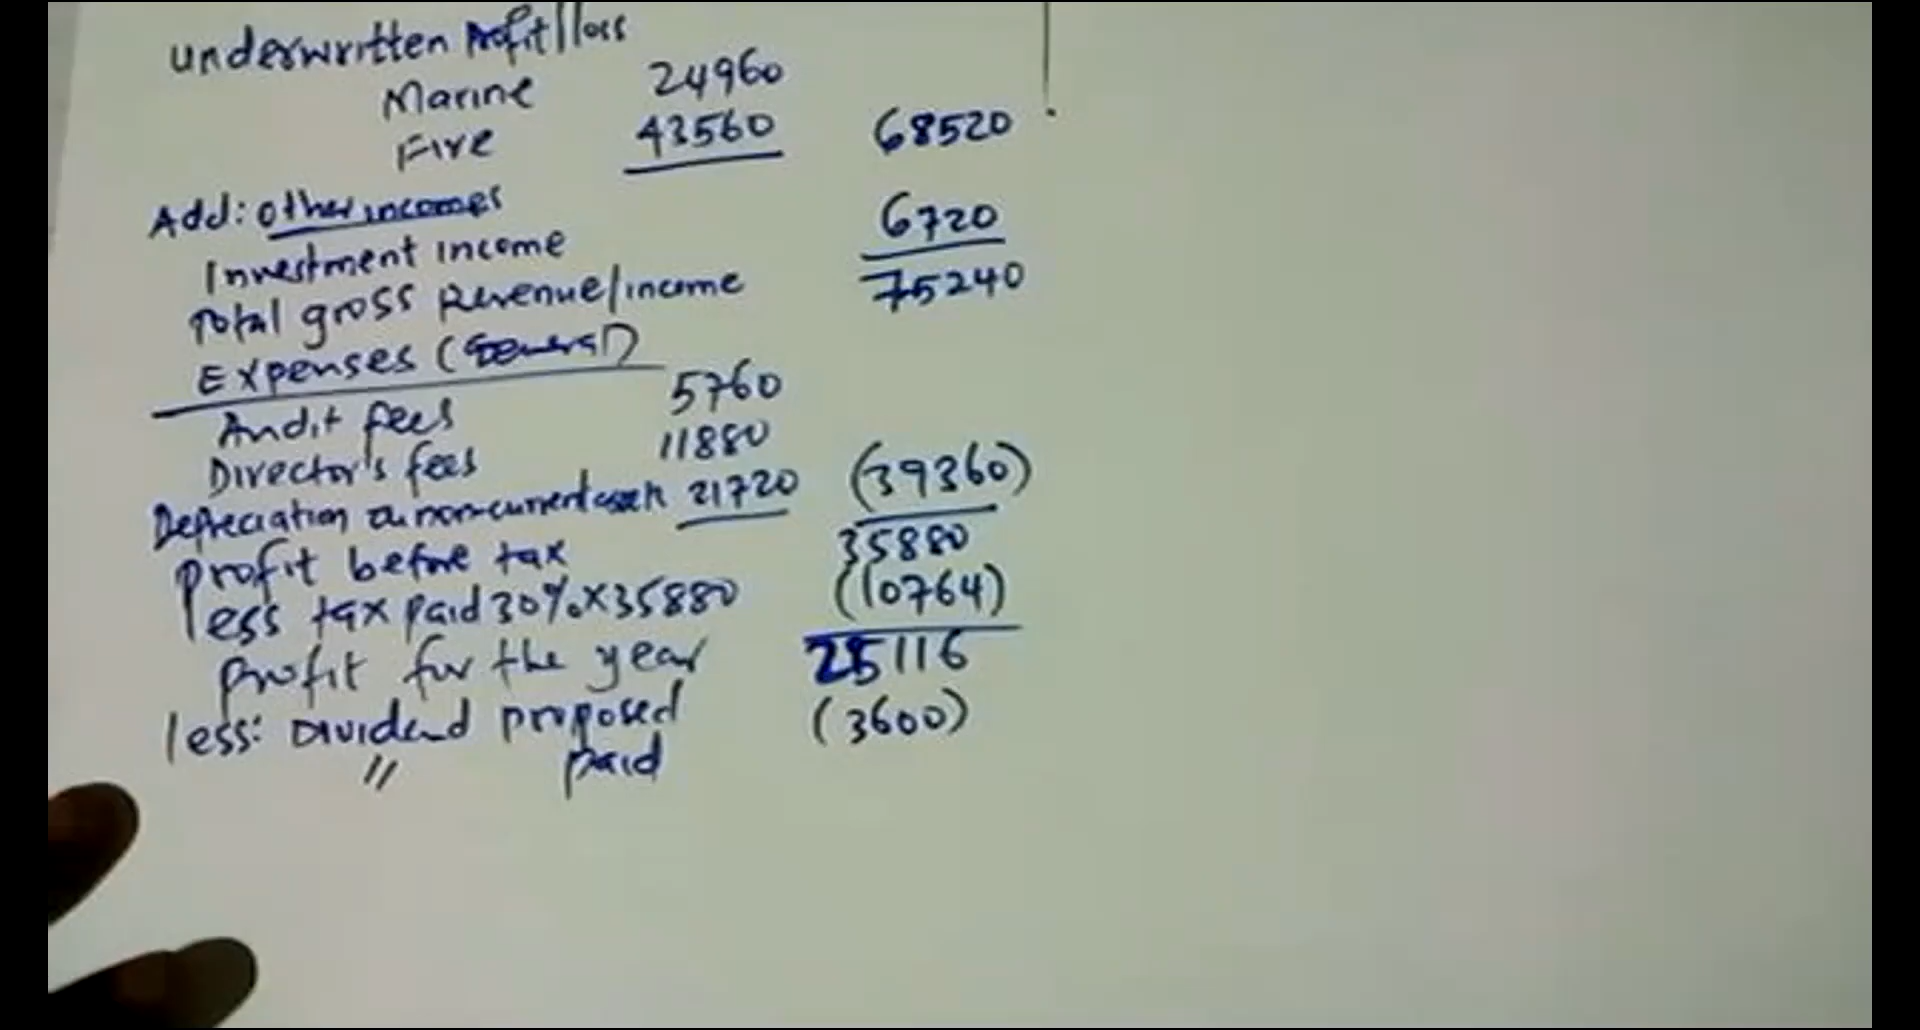 underwritten Profit/loss
Marine 24960
Fire 43560 68520
Add: other incomes
Investment income 6720
Total gross Revenue/income 75240
Expenses (General)
Audit fees 5760
Director's fees 11880
Depreciation on non-current assets 21720 (39360)
profit before tax 35880
less tax paid 30% x 35880 (10764)
profit for the year 25116
less: Dividend proposed (3600)
" paid